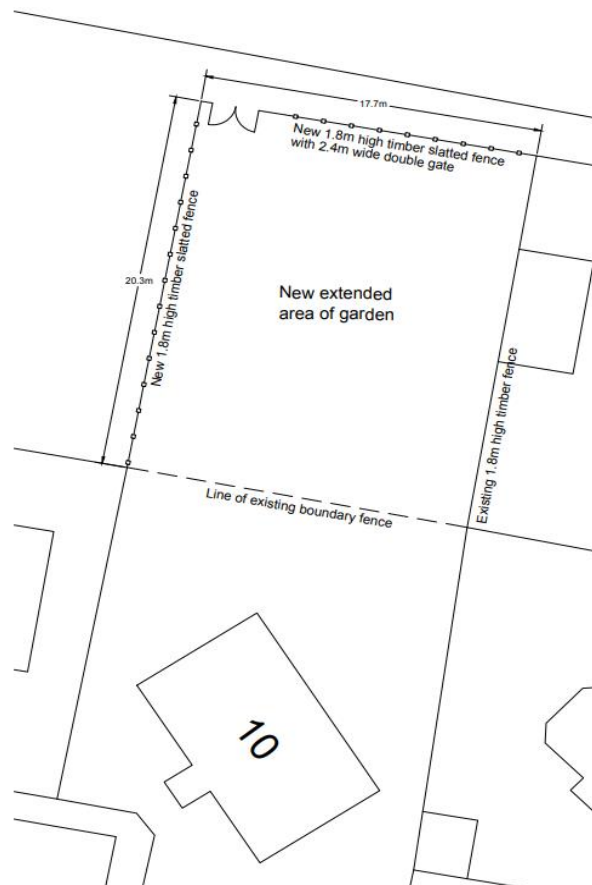 17.7m
New 1.8m high timber slatted fence
with 2.4m wide double gate
New 1.8m high timber slatted fence
20.3m
New extended
area of garden
Existing 1.8m high timber fence
Line of existing boundary fence
10